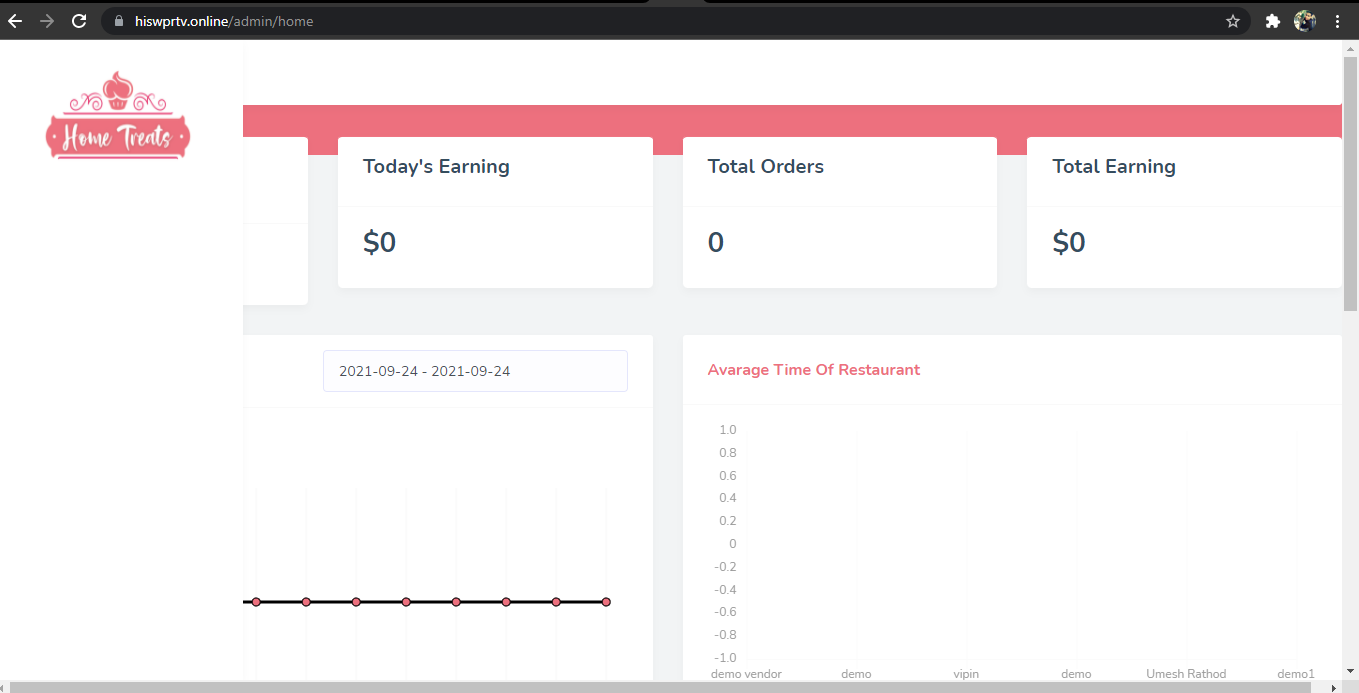 hiswprtv.online/admin/home
Home Treats
Today's Earning
Total Orders
Total Earning
$0
0
$0
2021-09-24 - 2021-09-24
Avarage Time Of Restaurant
1.0
0.8
0.6
0.4
0.2
0
-0.2
-0.4
-0.6
-0.8
-1.0
demo vendor demo vipin demo Umesh Rathod demo1